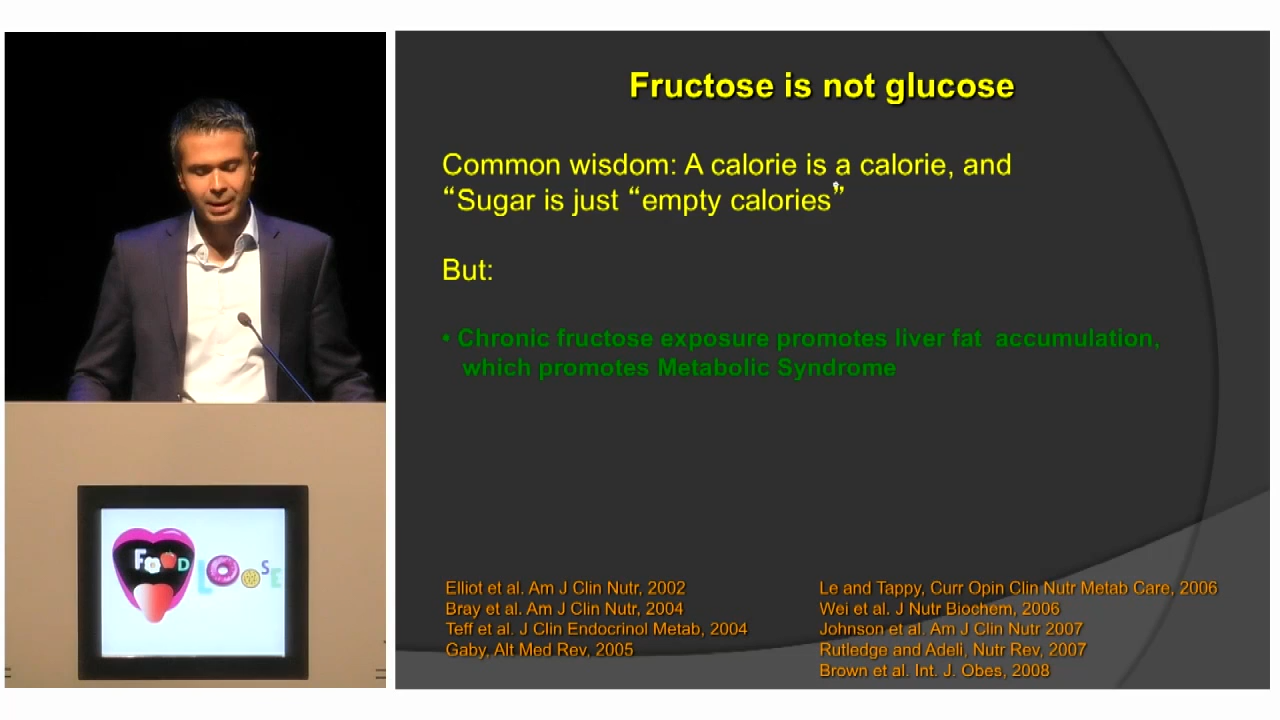 Fructose is not glucose
Common wisdom: A calorie is a calorie, and
“Sugar is just “empty calories”
But:
• Chronic fructose exposure promotes liver fat accumulation,
which promotes Metabolic Syndrome
Elliot et al. Am J Clin Nutr, 2002
Bray et al. Am J Clin Nutr, 2004
Teff et al. J Clin Endocrinol Metab, 2004
Gaby, Alt Med Rev, 2005
Le and Tappy, Curr Opin Clin Nutr Metab Care, 2006
Wei et al. J Nutr Biochem, 2006
Johnson et al. Am J Clin Nutr 2007
Rutledge and Adeli, Nutr Rev, 2007
Brown et al. Int. J. Obes, 2008
FOOD
LOOSE